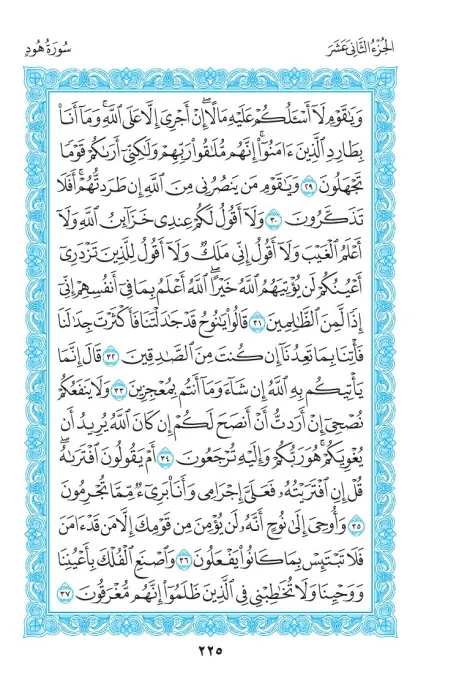 الجُزْءُ الثَّانِي عَشَرَ سُورَةُ هُودٍ
وَيَٰقَوْمِ لَآ أَسْـَٔلُكُمْ عَلَيْهِ مَالًا ۖ إِنْ أَجْرِىَ إِلَّا عَلَى ٱللَّهِ ۚ وَمَآ أَنَا۠
بِطَارِدِ ٱلَّذِينَ ءَامَنُوٓا۟ ۚ إِنَّهُم مُّلَٰقُوا۟ رَبِّهِمْ وَلَٰكِنِّىٓ أَرَىٰكُمْ قَوْمًا
تَجْهَلُونَ ٢٩ وَيَٰقَوْمِ مَن يَنصُرُنِى مِنَ ٱللَّهِ إِن طَرَدتُّهُمْ ۚ أَفَلَا
تَذَكَّرُونَ ٣٠ وَلَآ أَقُولُ لَكُمْ عِندِى خَزَآئِنُ ٱللَّهِ وَلَآ
أَعْلَمُ ٱلْغَيْبَ وَلَآ أَقُولُ إِنِّى مَلَكٌ وَلَآ أَقُولُ لِلَّذِينَ تَزْدَرِىٓ
أَعْيُنُكُمْ لَن يُؤْتِيَهُمُ ٱللَّهُ خَيْرًا ۖ ٱللَّهُ أَعْلَمُ بِمَا فِىٓ أَنفُسِهِمْ ۖ إِنِّىٓ
إِذًا لَّمِنَ ٱلظَّٰلِمِينَ ٣١ قَالُوا۟ يَٰنُوحُ قَدْ جَٰدَلْتَنَا فَأَكْثَرْتَ جِدَٰلَنَا
فَأْتِنَا بِمَا تَعِدُنَآ إِن كُنتَ مِنَ ٱلصَّٰدِقِينَ ٣٢ قَالَ إِنَّمَا
يَأْتِيكُم بِهِ ٱللَّهُ إِن شَآءَ وَمَآ أَنتُم بِمُعْجِزِينَ ٣٣ وَلَا يَنفَعُكُمْ
نُصْحِىٓ إِنْ أَرَدتُّ أَنْ أَنصَحَ لَكُمْ إِن كَانَ ٱللَّهُ يُرِيدُ أَن
يُغْوِيَكُمْ ۚ هُوَ رَبُّكُمْ وَإِلَيْهِ تُرْجَعُونَ ٣٤ أَمْ يَقُولُونَ ٱفْتَرَىٰهُ ۖ
قُلْ إِنِ ٱفْتَرَيْتُهُۥ فَعَلَىَّ إِجْرَامِى وَأَنَا۠ بَرِىٓءٌ مِّمَّا تُجْرِمُونَ
٣٥ وَأُوحِىَ إِلَىٰ نُوحٍ أَنَّهُۥ لَن يُؤْمِنَ مِن قَوْمِكَ إِلَّا مَن قَدْ ءَامَنَ
فَلَا تَبْتَئِسْ بِمَا كَانُوا۟ يَفْعَلُونَ ٣٦ وَٱصْنَعِ ٱلْفُلْكَ بِأَعْيُنِنَا
وَوَحْيِنَا وَلَا تُخَٰطِبْنِى فِى ٱلَّذِينَ ظَلَمُوٓا۟ ۚ إِنَّهُم مُّغْرَقُونَ ٣٧
٢٢٥